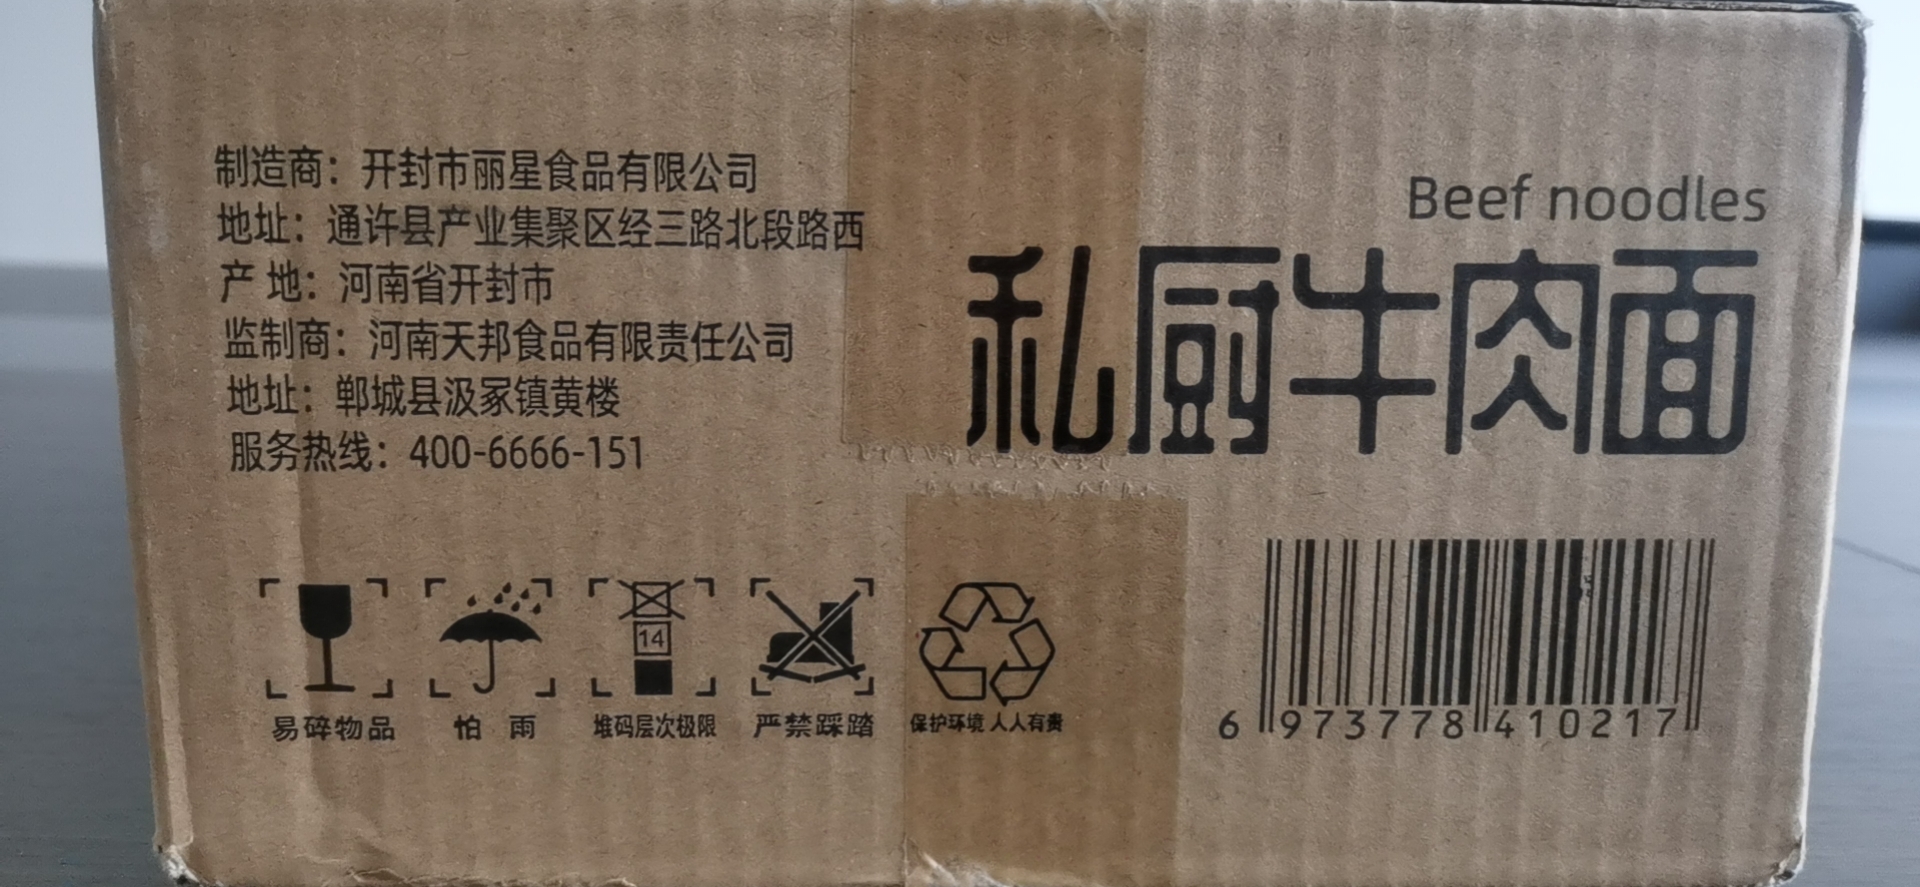 制造商：开封市丽星食品有限公司
地址：通许县产业集聚区经三路北段路西
产 地：河南省开封市
监制商：河南天邦食品有限责任公司
地址：郸城县汲冢镇黄楼
服务热线：400-6666-151
Beef noodles
私厨牛肉面
14
易碎物品
怕 雨
堆码层次极限
严禁踩踏
保护环境 人人有责
6 973778 410217